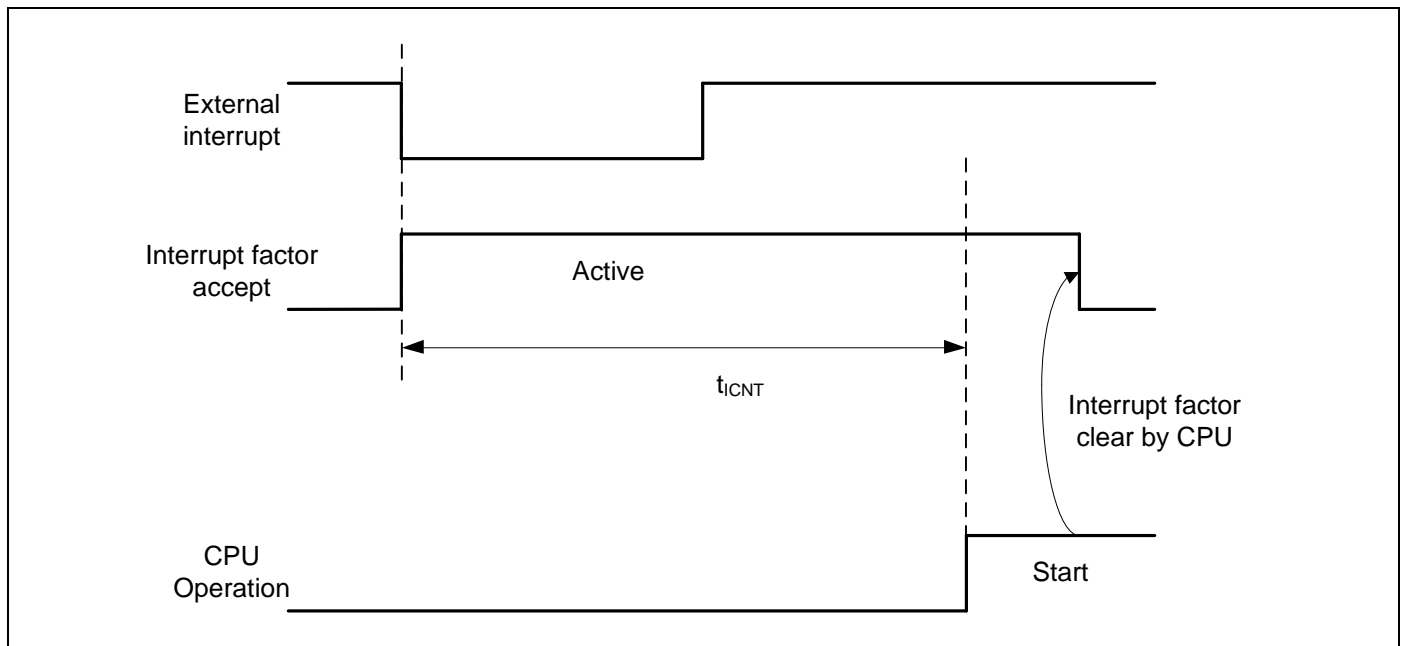 External
interrupt
Interrupt factor
accept
Active
tICNT
Interrupt factor
clear by CPU
CPU
Operation
Start